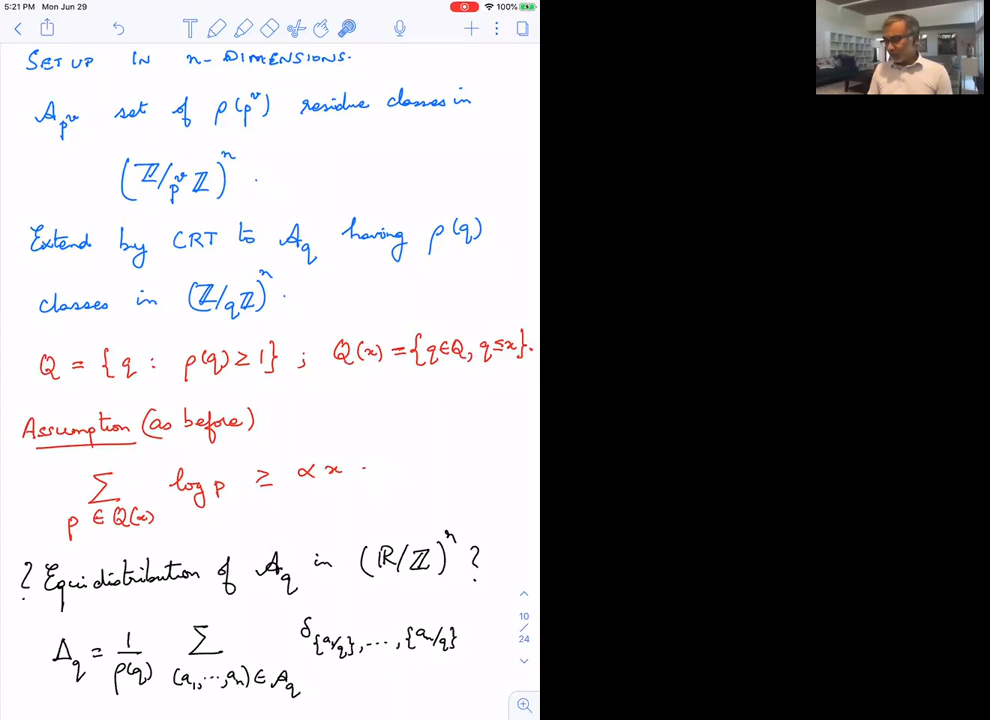 5:21 PM Mon Jun 29
100%
SET UP IN n-DIMENSIONS.
A_{p^v} set of ρ(p^v) residue classes in
(ℤ/p^vℤ)^n .
Extend by CRT to A_q having ρ(q)
classes in (ℤ/qℤ)^n .
Q = { q : ρ(q) ≥ 1 } ; Q(x) = {q ∈ Q, q ≤ x}.
Assumption (as before)
∑_{p ∈ Q(x)} log p ≥ αx .
? Equidistribution of A_q in (ℝ/ℤ)^n ?
Δ_q = 1/ρ(q) ∑_{(a_1, ..., a_n) ∈ A_q} δ_{{a_1/q}, ..., {a_n/q}}
10
/
24